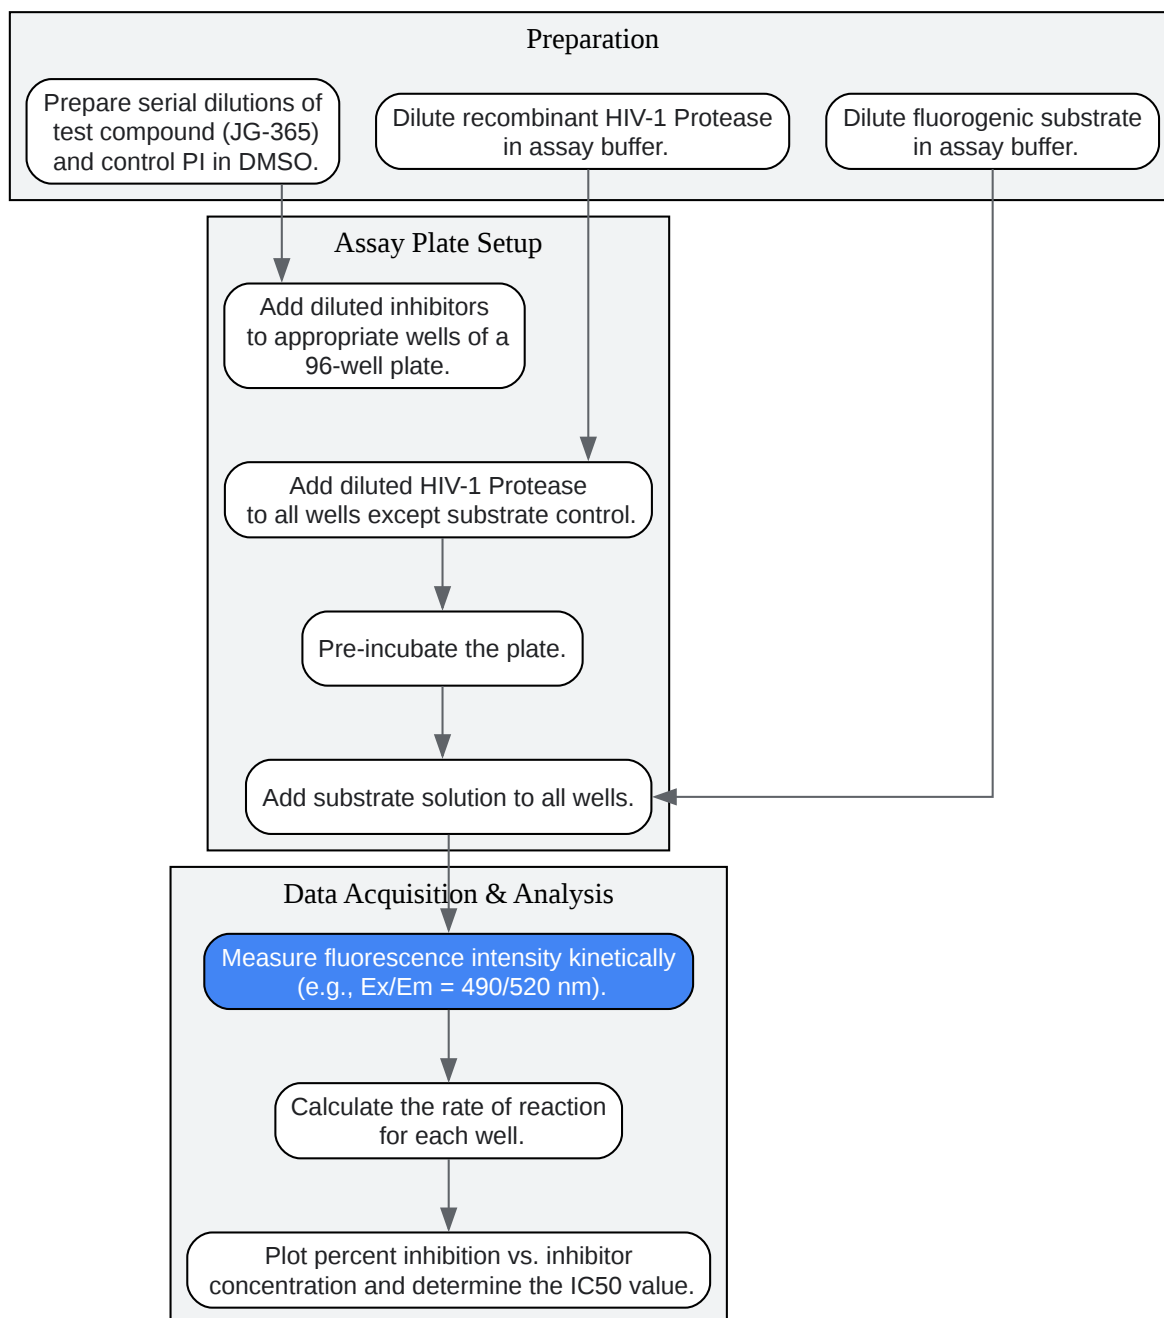 Preparation
Prepare serial dilutions of
test compound (JG-365)
and control PI in DMSO.
Dilute recombinant HIV-1 Protease
in assay buffer.
Dilute fluorogenic substrate
in assay buffer.
Assay Plate Setup
Add diluted inhibitors
to appropriate wells of a
96-well plate.
Add diluted HIV-1 Protease
to all wells except substrate control.
Pre-incubate the plate.
Add substrate solution to all wells.
Data Acquisition & Analysis
Measure fluorescence intensity kinetically
(e.g., Ex/Em = 490/520 nm).
Calculate the rate of reaction
for each well.
Plot percent inhibition vs. inhibitor
concentration and determine the IC50 value.